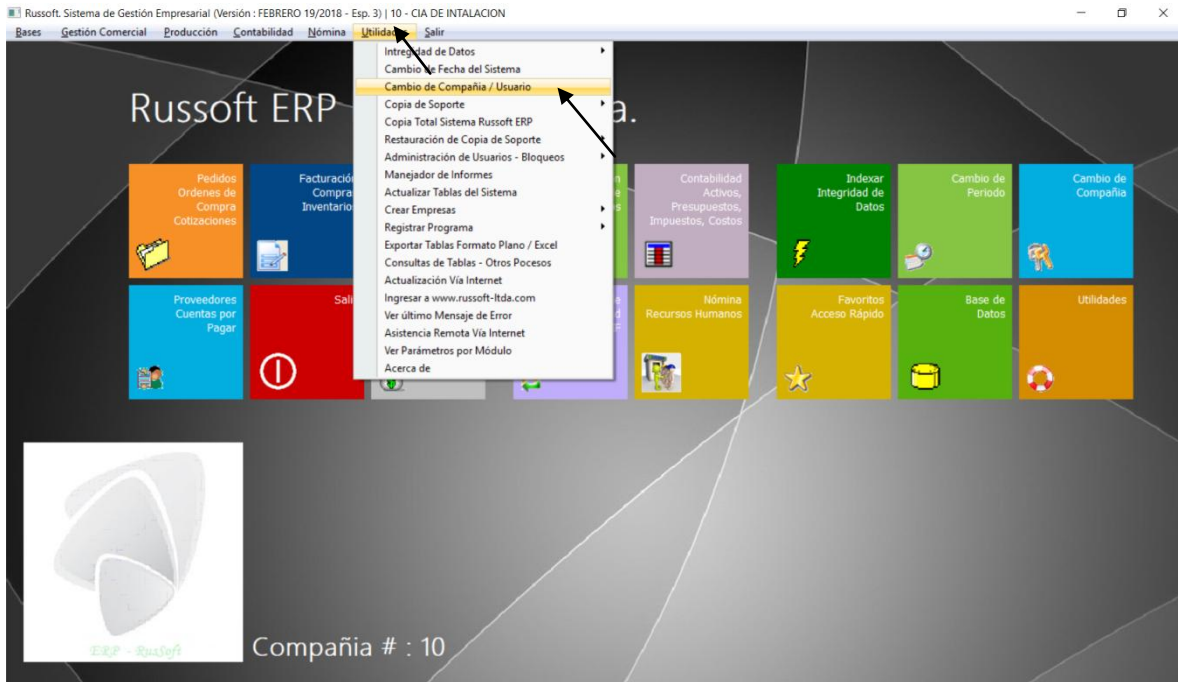 Russoft. Sistema de Gestión Empresarial (Versión : FEBRERO 19/2018 - Esp. 3) | 10 - CIA DE INTALACION
Bases Gestión Comercial Producción Contabilidad Nómina Utilidades Salir
Intregidad de Datos
Cambio de Fecha del Sistema
Cambio de Compañia / Usuario
Copia de Soporte
Copia Total Sistema Russoft ERP
Restauración de Copia de Soporte
Administración de Usuarios - Bloqueos
Manejador de Informes
Actualizar Tablas del Sistema
Crear Empresas
Registrar Programa
Exportar Tablas Formato Plano / Excel
Consultas de Tablas - Otros Pocesos
Actualización Vía Internet
Ingresar a www.russoft-ltda.com
Ver último Mensaje de Error
Asistencia Remota Vía Internet
Ver Parámetros por Módulo
Acerca de
Russoft ERP
a.
Pedidos
Ordenes de
Compra
Cotizaciones
Facturació
Compra
Inventario
Contabilidad
Activos,
Presupuestos,
Impuestos, Costos
Indexar
Integridad de
Datos
Cambio de
Periodo
Cambio de
Compañia
Proveedores
Cuentas por
Pagar
Sali
Nómina
Recursos Humanos
Favoritos
Acceso Rápido
Base de
Datos
Utilidades
ERP - RusSoft
Compañia # : 10